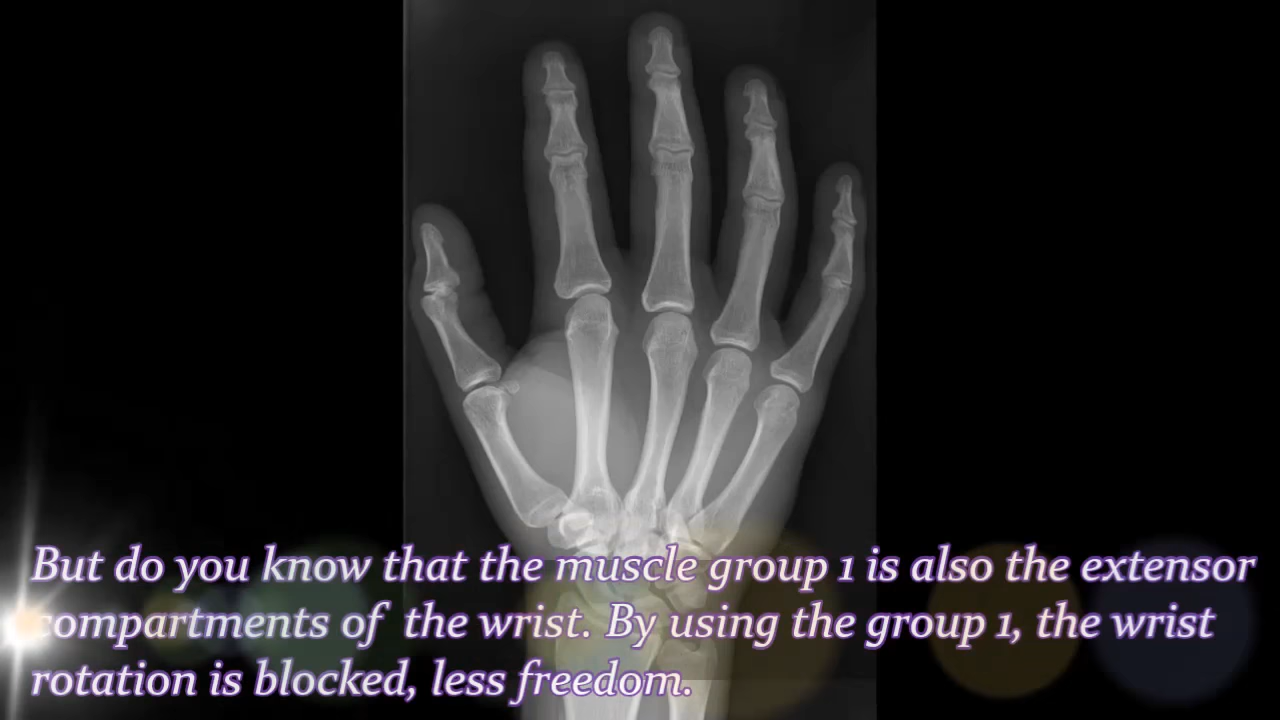 But do you know that the muscle group 1 is also the extensor
compartments of the wrist. By using the group 1, the wrist
rotation is blocked, less freedom.